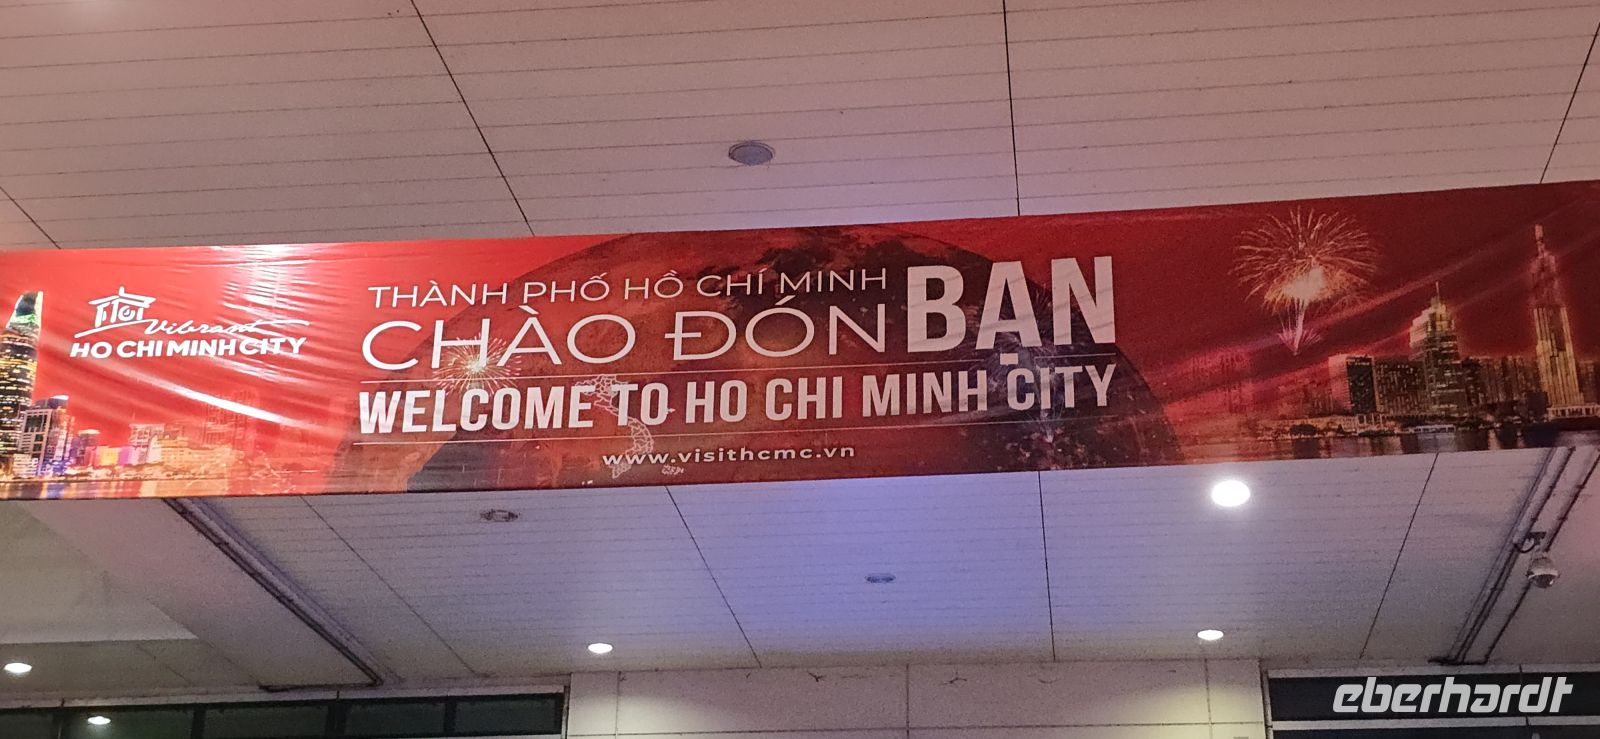 Vibrant
HO CHI MINH CITY
THÀNH PHỐ HỒ CHÍ MINH
CHÀO ĐÓN BẠN
WELCOME TO HO CHI MINH CITY
www.visithcmc.vn
eberhardt